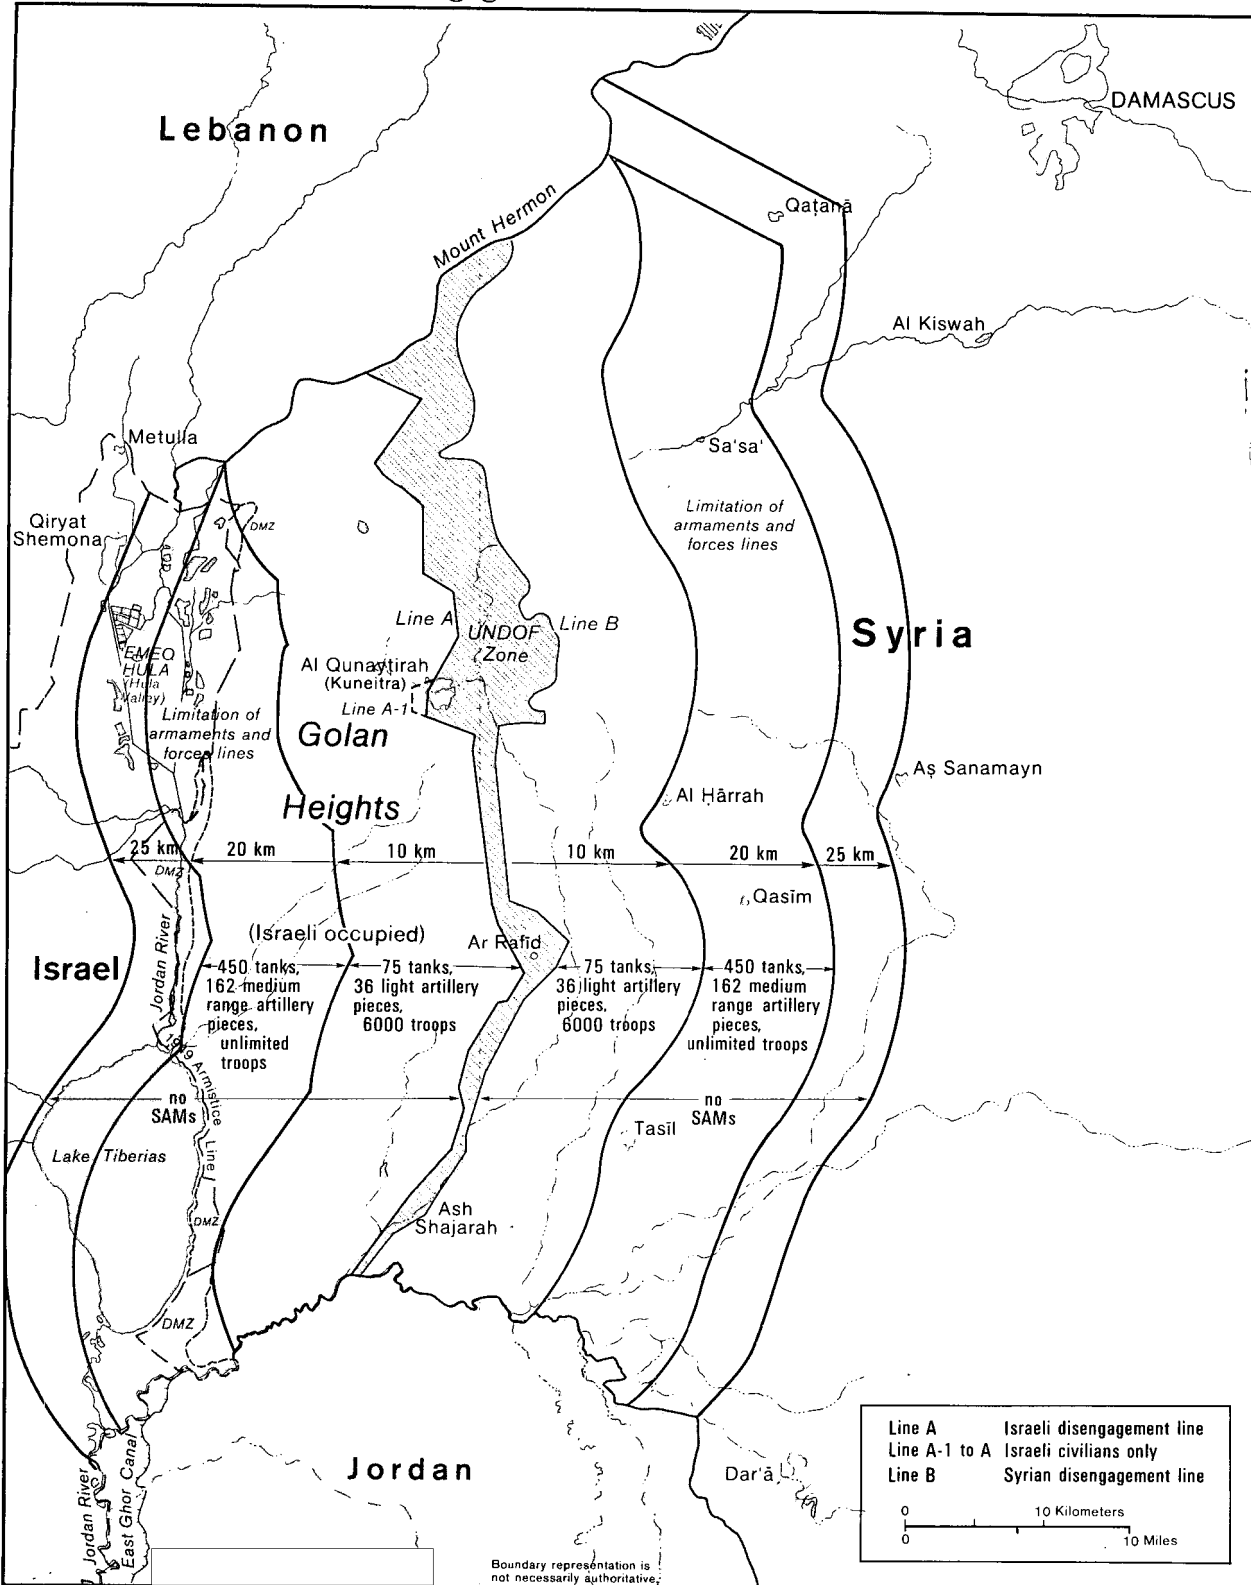 Lebanon
DAMASCUS
Mount Hermon
Qaṭanā
Al Kiswah
Metulla
Sa'sa'
Qiryat
Shemona
DMZ
Limitation of
armaments and
forces lines
Line A
UNDOF
Zone
Line B
Syria
EMEQ
HULA
(Hula
Valley)
Al Qunayṭirah
(Kuneitra)
Line A-1
Limitation of
armaments and
forces lines
Golan
Heights
Aş Sanamayn
Al Ḩārrah
25 km
20 km
10 km
10 km
20 km
25 km
DMZ
Qasīm
(Israeli occupied)
Ar Rafīd
Israel
Jordan River
450 tanks,
162 medium
range artillery
pieces,
unlimited
troops
75 tanks,
36 light artillery
pieces,
6000 troops
75 tanks,
36 light artillery
pieces,
6000 troops
450 tanks,
162 medium
range artillery
pieces,
unlimited troops
1949 Armistice Line
no
SAMs
no
SAMs
Lake Tiberias
Tasīl
DMZ
Ash
Shajarah
DMZ
Jordan
Jordan River
East Ghor Canal
Dar'ā
Line A Israeli disengagement line
Line A-1 to A Israeli civilians only
Line B Syrian disengagement line
0 10 Kilometers
0 10 Miles
Boundary representation is
not necessarily authoritative.